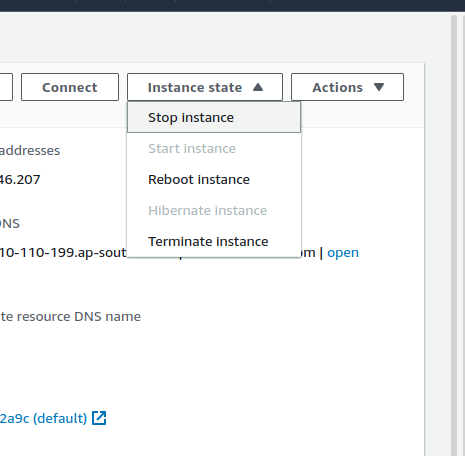 Connect
Instance state
Actions
Stop instance
addresses
Start instance
46.207
Reboot instance
Hibernate instance
DNS
Terminate instance
10-110-199.ap-sout om | open
te resource DNS name
2a9c (default)